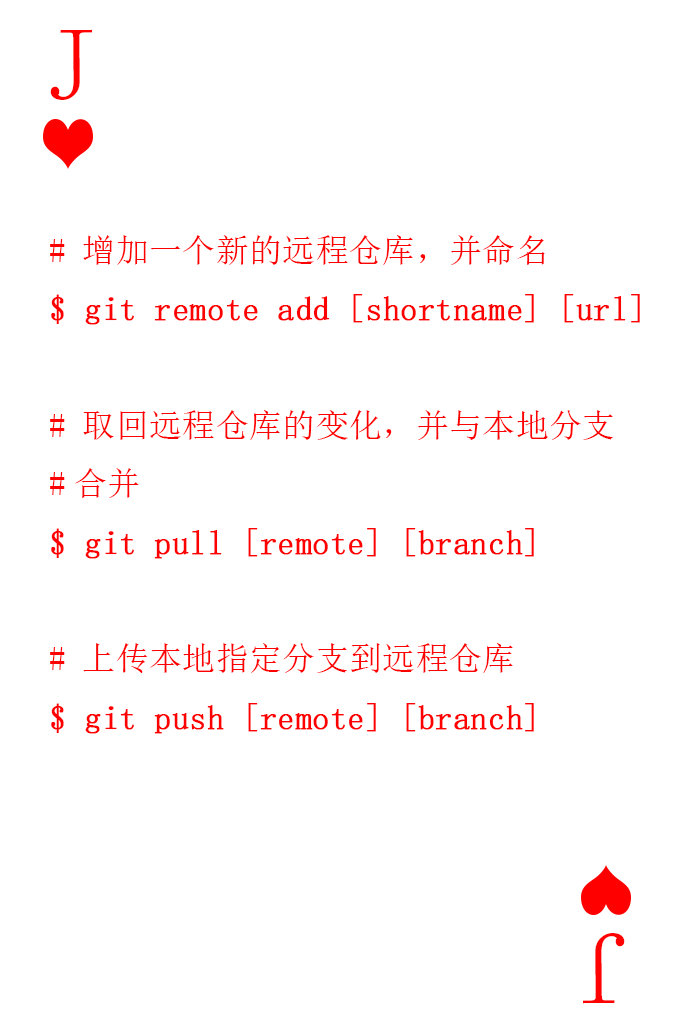 J
# 增加一个新的远程仓库，并命名
$ git remote add [shortname] [url]
# 取回远程仓库的变化，并与本地分支
# 合并
$ git pull [remote] [branch]
# 上传本地指定分支到远程仓库
$ git push [remote] [branch]
J